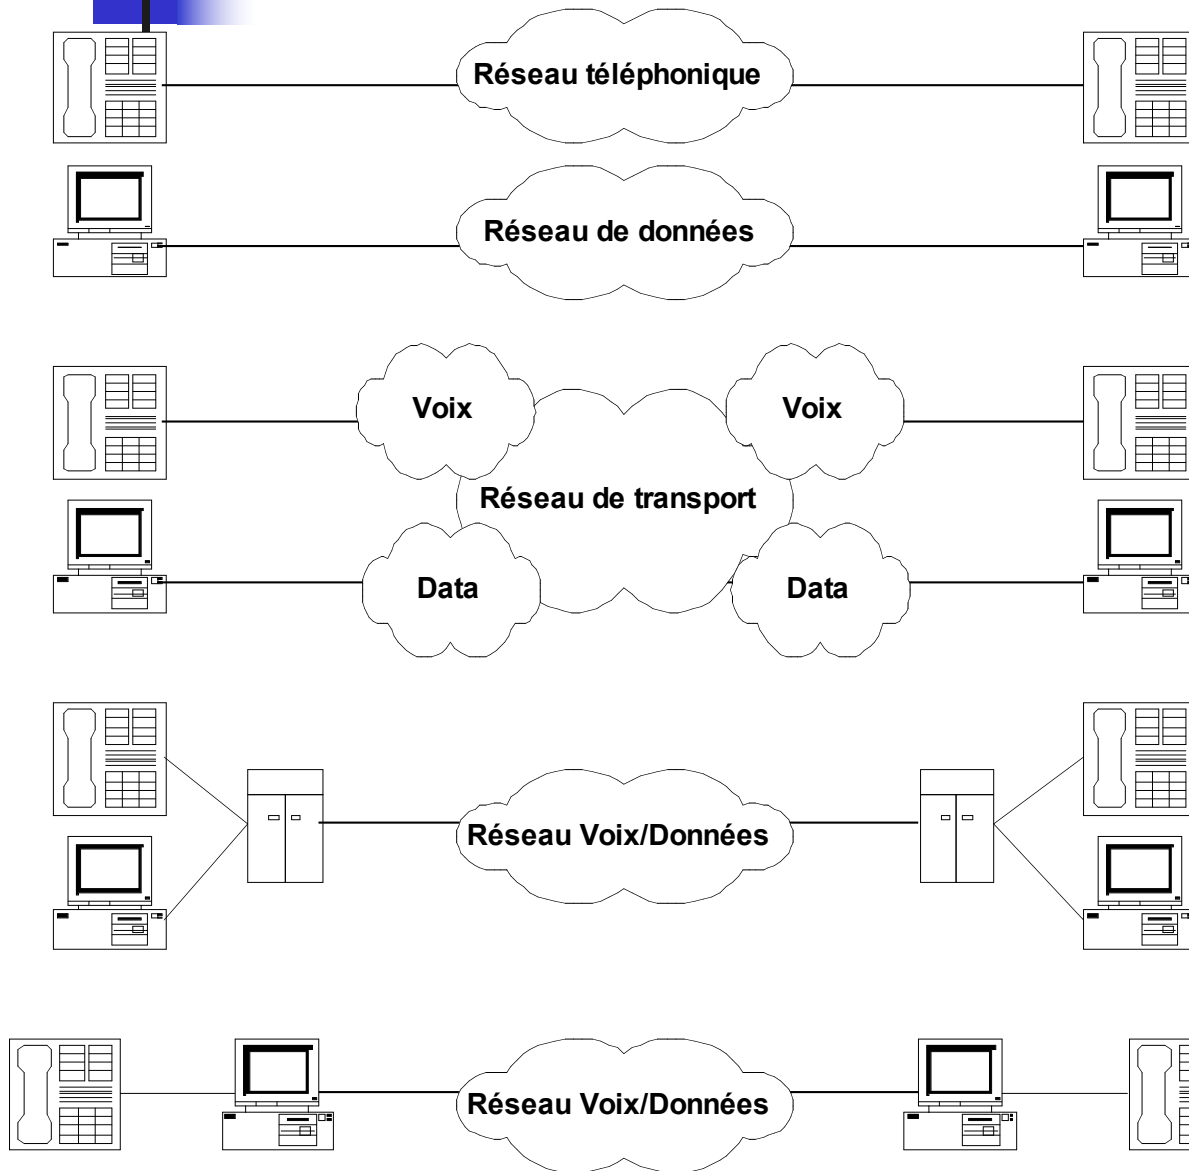 Réseau téléphonique
Réseau de données
Voix
Voix
Réseau de transport
Data
Data
Réseau Voix/Données
Réseau Voix/Données